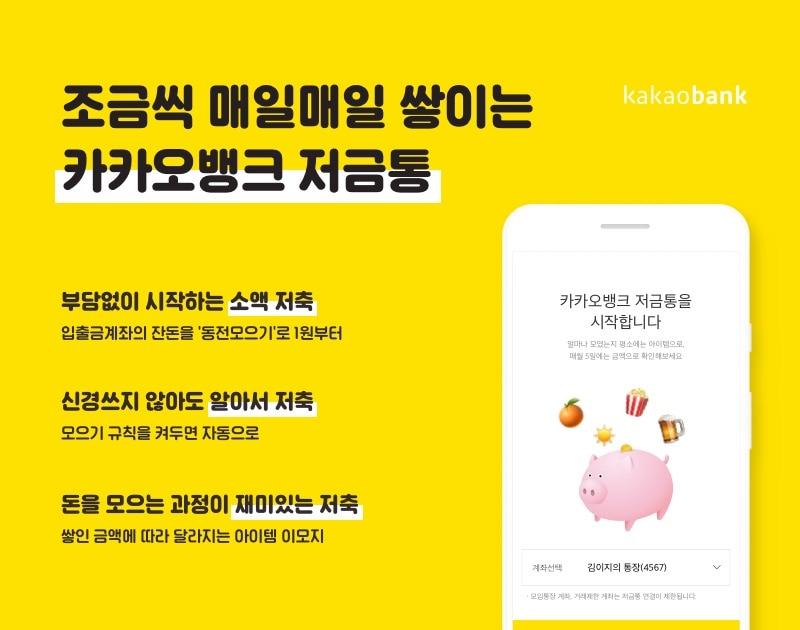 조금씩 매일매일 쌓이는
카카오뱅크 저금통
kakaobank
부담없이 시작하는 소액 저축
입출금계좌의 잔돈을 '동전모으기'로 1원부터
신경쓰지 않아도 알아서 저축
모으기 규칙을 켜두면 자동으로
돈을 모으는 과정이 재미있는 저축
쌓인 금액에 따라 달라지는 아이템 이모지
카카오뱅크 저금통을
시작합니다
얼마나 모였는지 평소에는 아이템으로,
매월 5일에는 금액으로 확인해보세요
계좌선택 김이지의 통장(4567)
· 모임통장 계좌, 거래제한 계좌는 저금통 연결이 제한됩니다.